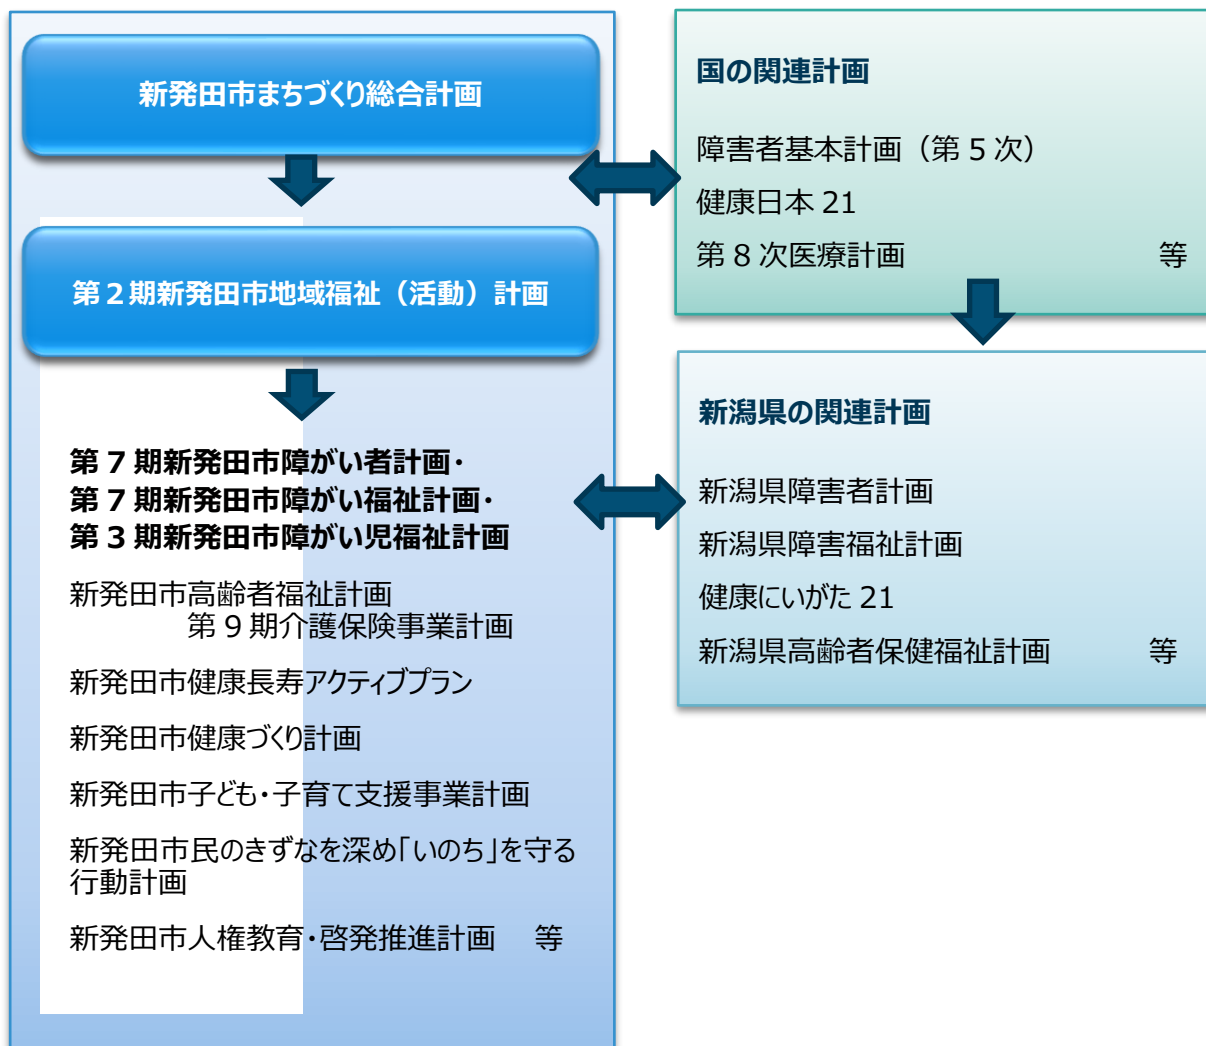 新発田市まちづくり総合計画
第２期新発田市地域福祉（活動）計画
第 7 期新発田市障がい者計画・
第 7 期新発田市障がい福祉計画・
第 3 期新発田市障がい児福祉計画
新発田市高齢者福祉計画
第 9 期介護保険事業計画
新発田市健康長寿アクティブプラン
新発田市健康づくり計画
新発田市子ども・子育て支援事業計画
新発田市民のきずなを深め「いのち」を守る
行動計画
新発田市人権教育・啓発推進計画　等
国の関連計画
障害者基本計画（第 5 次）
健康日本 21
第 8 次医療計画　等
新潟県の関連計画
新潟県障害者計画
新潟県障害福祉計画
健康にいがた 21
新潟県高齢者保健福祉計画　等